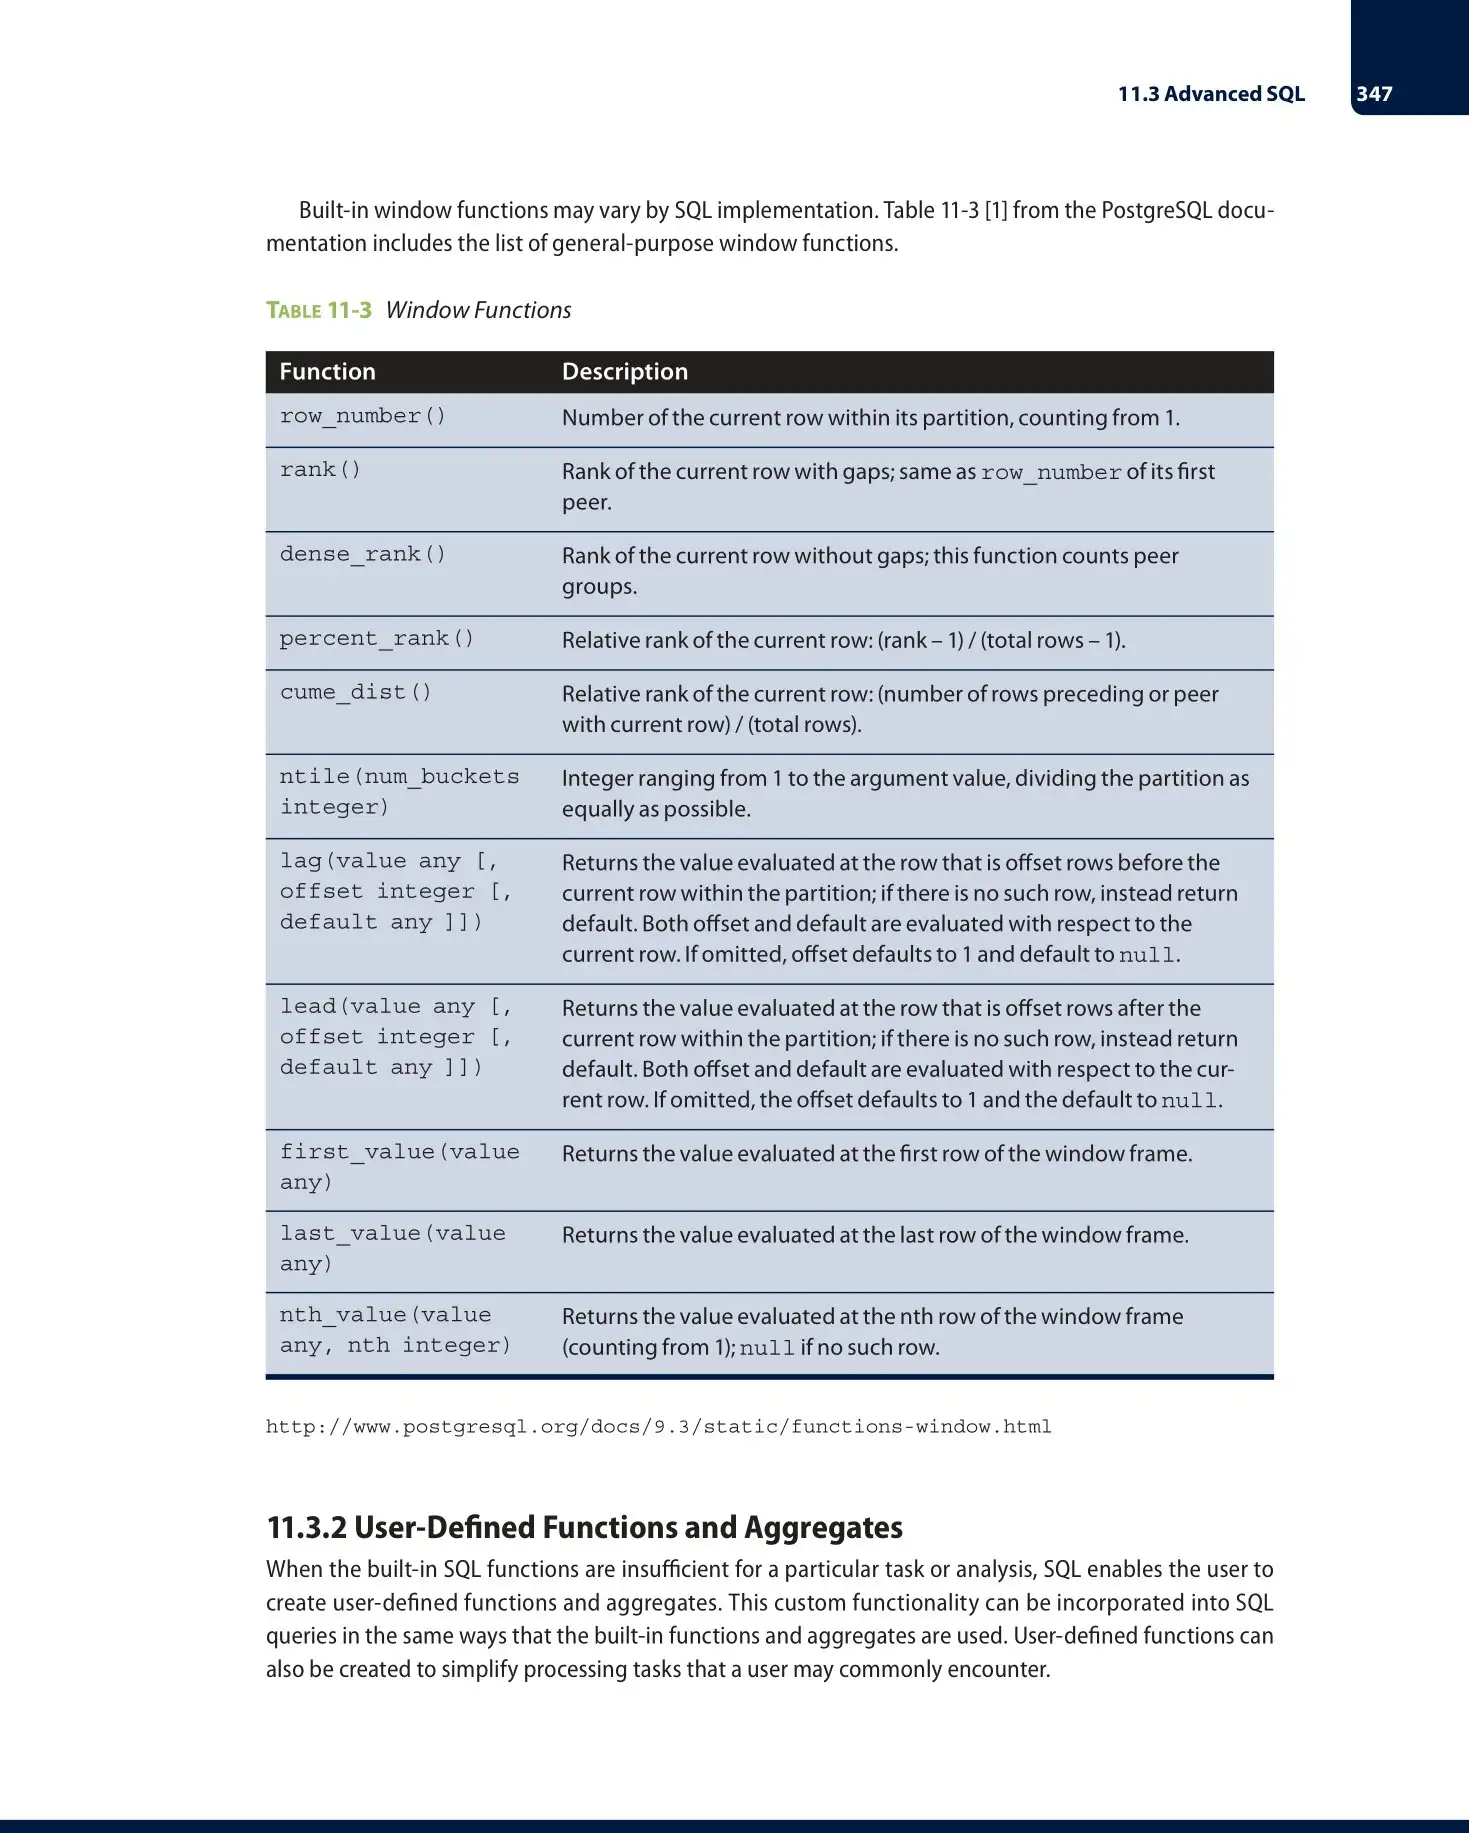 11.3 Advanced SQL 347
Built-in window functions may vary by SQL implementation. Table 11-3 [1] from the PostgreSQL docu-
mentation includes the list of general-purpose window functions.
TABLE 11-3 Window Functions
Function Description
row_number() Number of the current row within its partition, counting from 1.
rank() Rank of the current row with gaps; same as row_number of its first
peer.
dense_rank() Rank of the current row without gaps; this function counts peer
groups.
percent_rank() Relative rank of the current row: (rank – 1) / (total rows – 1).
cume_dist() Relative rank of the current row: (number of rows preceding or peer
with current row) / (total rows).
ntile(num_buckets Integer ranging from 1 to the argument value, dividing the partition as
integer) equally as possible.
lag(value any [, Returns the value evaluated at the row that is offset rows before the
offset integer [, current row within the partition; if there is no such row, instead return
default any ]]) default. Both offset and default are evaluated with respect to the
current row. If omitted, offset defaults to 1 and default to null.
lead(value any [, Returns the value evaluated at the row that is offset rows after the
offset integer [, current row within the partition; if there is no such row, instead return
default any ]]) default. Both offset and default are evaluated with respect to the cur-
rent row. If omitted, the offset defaults to 1 and the default to null.
first_value(value Returns the value evaluated at the first row of the window frame.
any)
last_value(value Returns the value evaluated at the last row of the window frame.
any)
nth_value(value Returns the value evaluated at the nth row of the window frame
any, nth integer) (counting from 1); null if no such row.
http://www.postgresql.org/docs/9.3/static/functions-window.html
11.3.2 User-Defined Functions and Aggregates
When the built-in SQL functions are insufficient for a particular task or analysis, SQL enables the user to
create user-defined functions and aggregates. This custom functionality can be incorporated into SQL
queries in the same ways that the built-in functions and aggregates are used. User-defined functions can
also be created to simplify processing tasks that a user may commonly encounter.